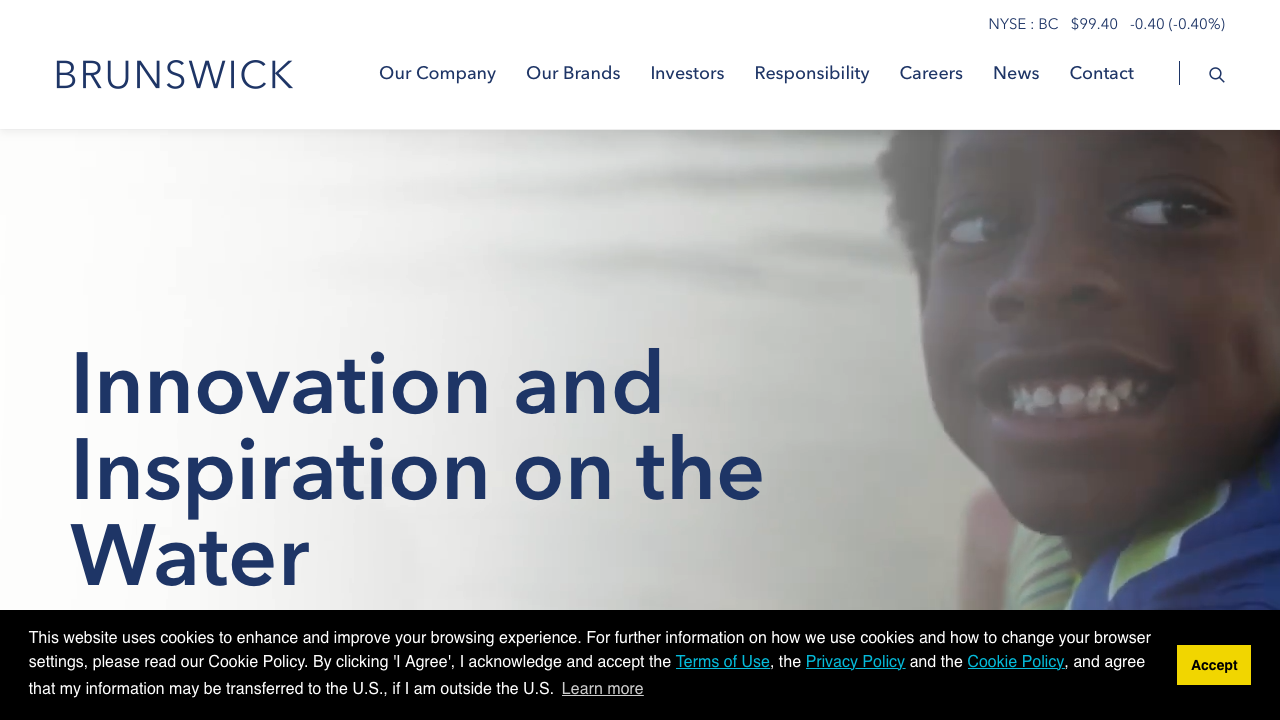 NYSE : BC $99.40 -0.40 (-0.40%)
BRUNSWICK
Our Company Our Brands Investors Responsibility Careers News Contact
Innovation and
Inspiration on the
Water
This website uses cookies to enhance and improve your browsing experience. For further information on how we use cookies and how to change your browser
settings, please read our Cookie Policy. By clicking 'I Agree', I acknowledge and accept the Terms of Use, the Privacy Policy and the Cookie Policy, and agree
that my information may be transferred to the U.S., if I am outside the U.S. Learn more
Accept